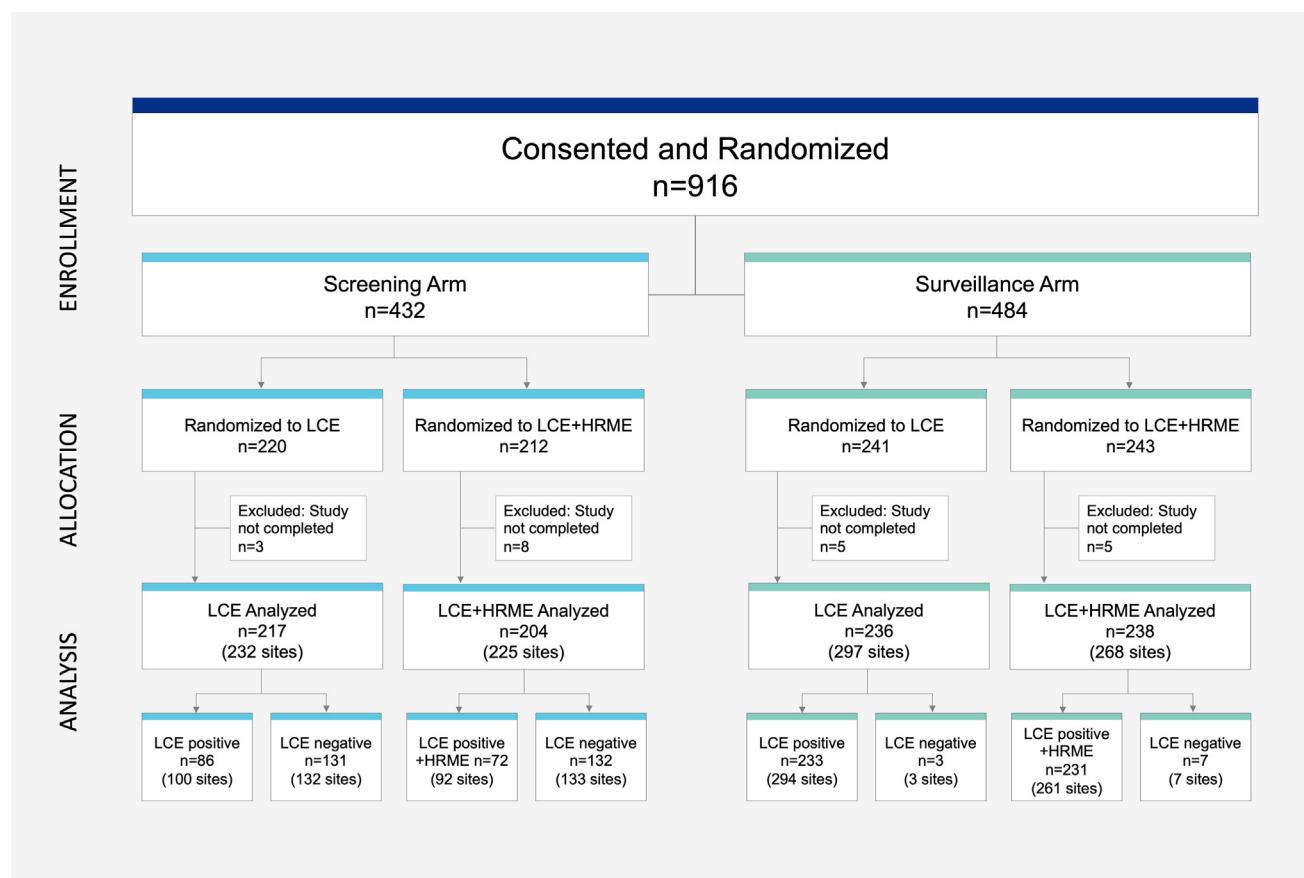 ENROLLMENT
Consented and Randomized
n=916
Screening Arm
n=432
Surveillance Arm
n=484
ALLOCATION
Randomized to LCE
n=220
Randomized to LCE+HRME
n=212
Randomized to LCE
n=241
Randomized to LCE+HRME
n=243
Excluded: Study
not completed
n=3
Excluded: Study
not completed
n=8
Excluded: Study
not completed
n=5
Excluded: Study
not completed
n=5
ANALYSIS
LCE Analyzed
n=217
(232 sites)
LCE+HRME Analyzed
n=204
(225 sites)
LCE Analyzed
n=236
(297 sites)
LCE+HRME Analyzed
n=238
(268 sites)
LCE positive
n=86
(100 sites)
LCE negative
n=131
(132 sites)
LCE positive
+HRME n=72
(92 sites)
LCE negative
n=132
(133 sites)
LCE positive
n=233
(294 sites)
LCE negative
n=3
(3 sites)
LCE positive
+HRME
n=231
(261 sites)
LCE negative
n=7
(7 sites)